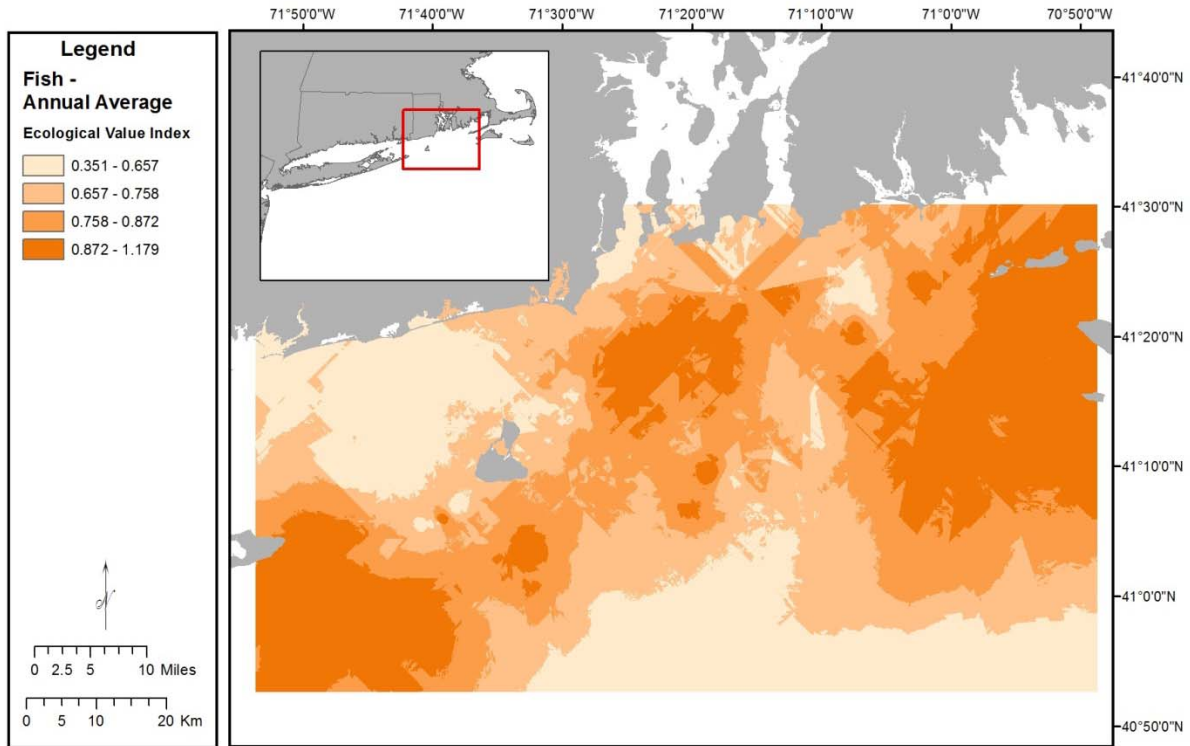 71°50'0"W 71°40'0"W 71°30'0"W 71°20'0"W 71°10'0"W 71°0'0"W 70°50'0"W
Legend
Fish -
Annual Average
Ecological Value Index
0.351 - 0.657
0.657 - 0.758
0.758 - 0.872
0.872 - 1.179
N
0 2.5 5 10 Miles
0 5 10 20 Km
41°40'0"N
41°30'0"N
41°20'0"N
41°10'0"N
41°0'0"N
40°50'0"N